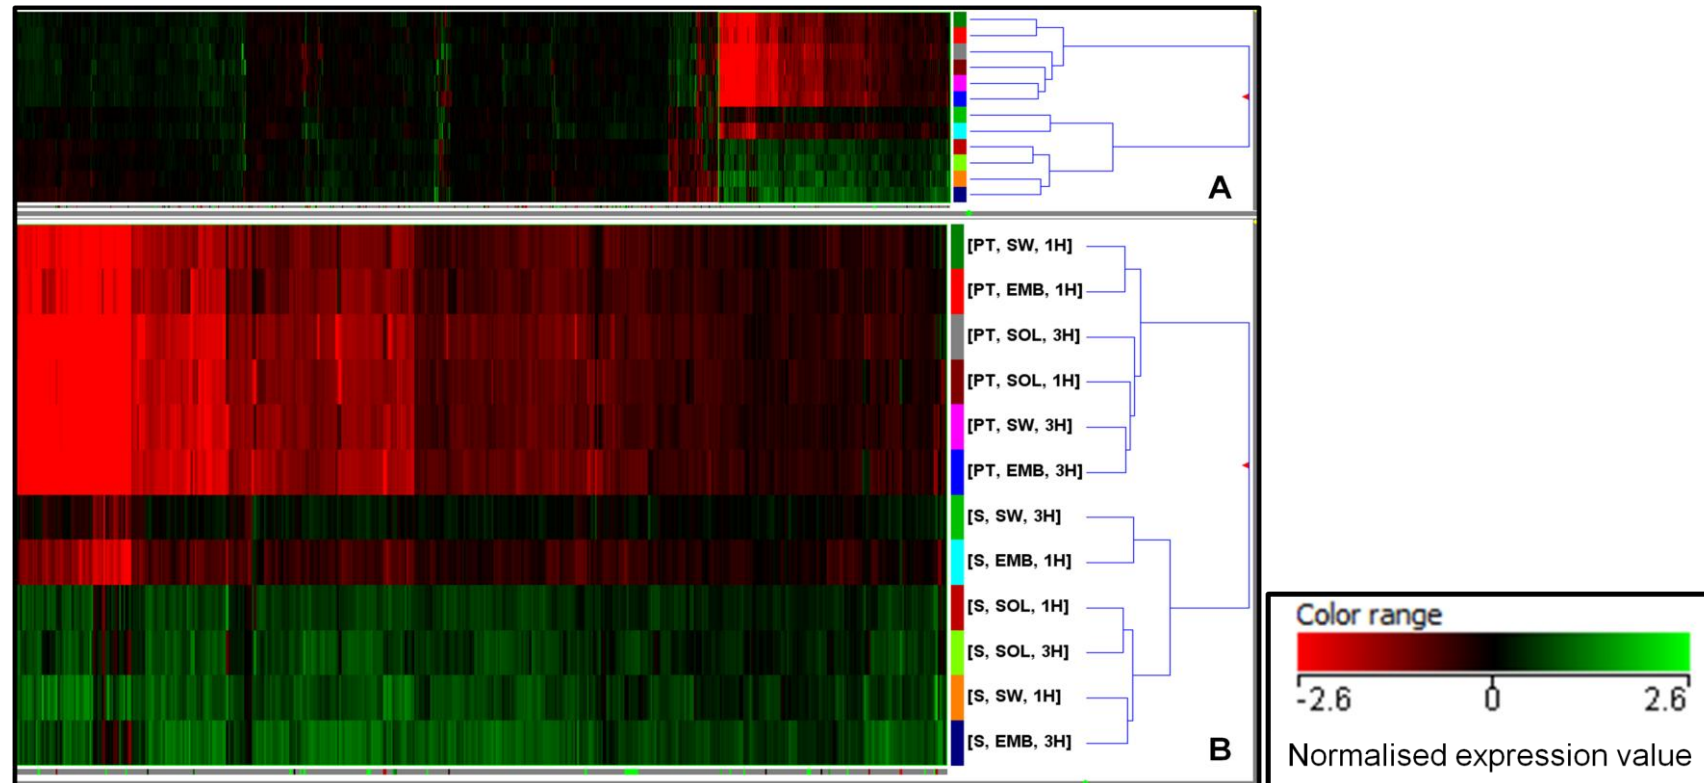 A
[PT, SW, 1H]
[PT, EMB, 1H]
[PT, SOL, 3H]
[PT, SOL, 1H]
[PT, SW, 3H]
[PT, EMB, 3H]
[S, SW, 3H]
[S, EMB, 1H]
[S, SOL, 1H]
[S, SOL, 3H]
[S, SW, 1H]
[S, EMB, 3H]
B
Color range
-2.6 0 2.6
Normalised expression value